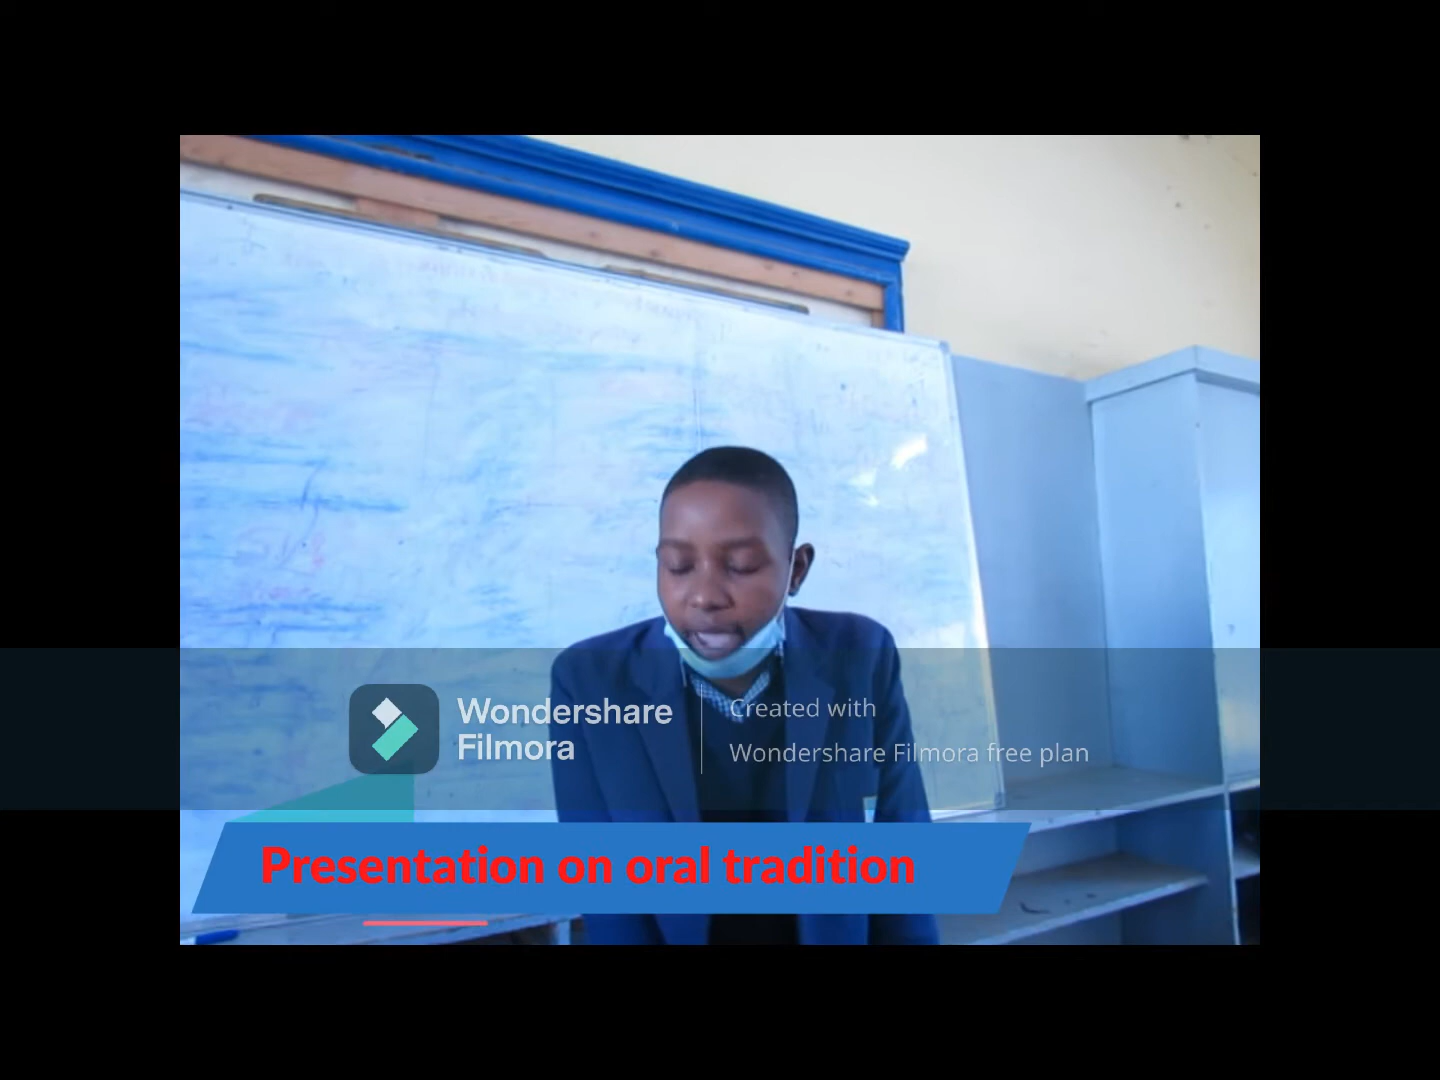 Wondershare
Filmora
Created with
Wondershare Filmora free plan
Presentation on oral tradition